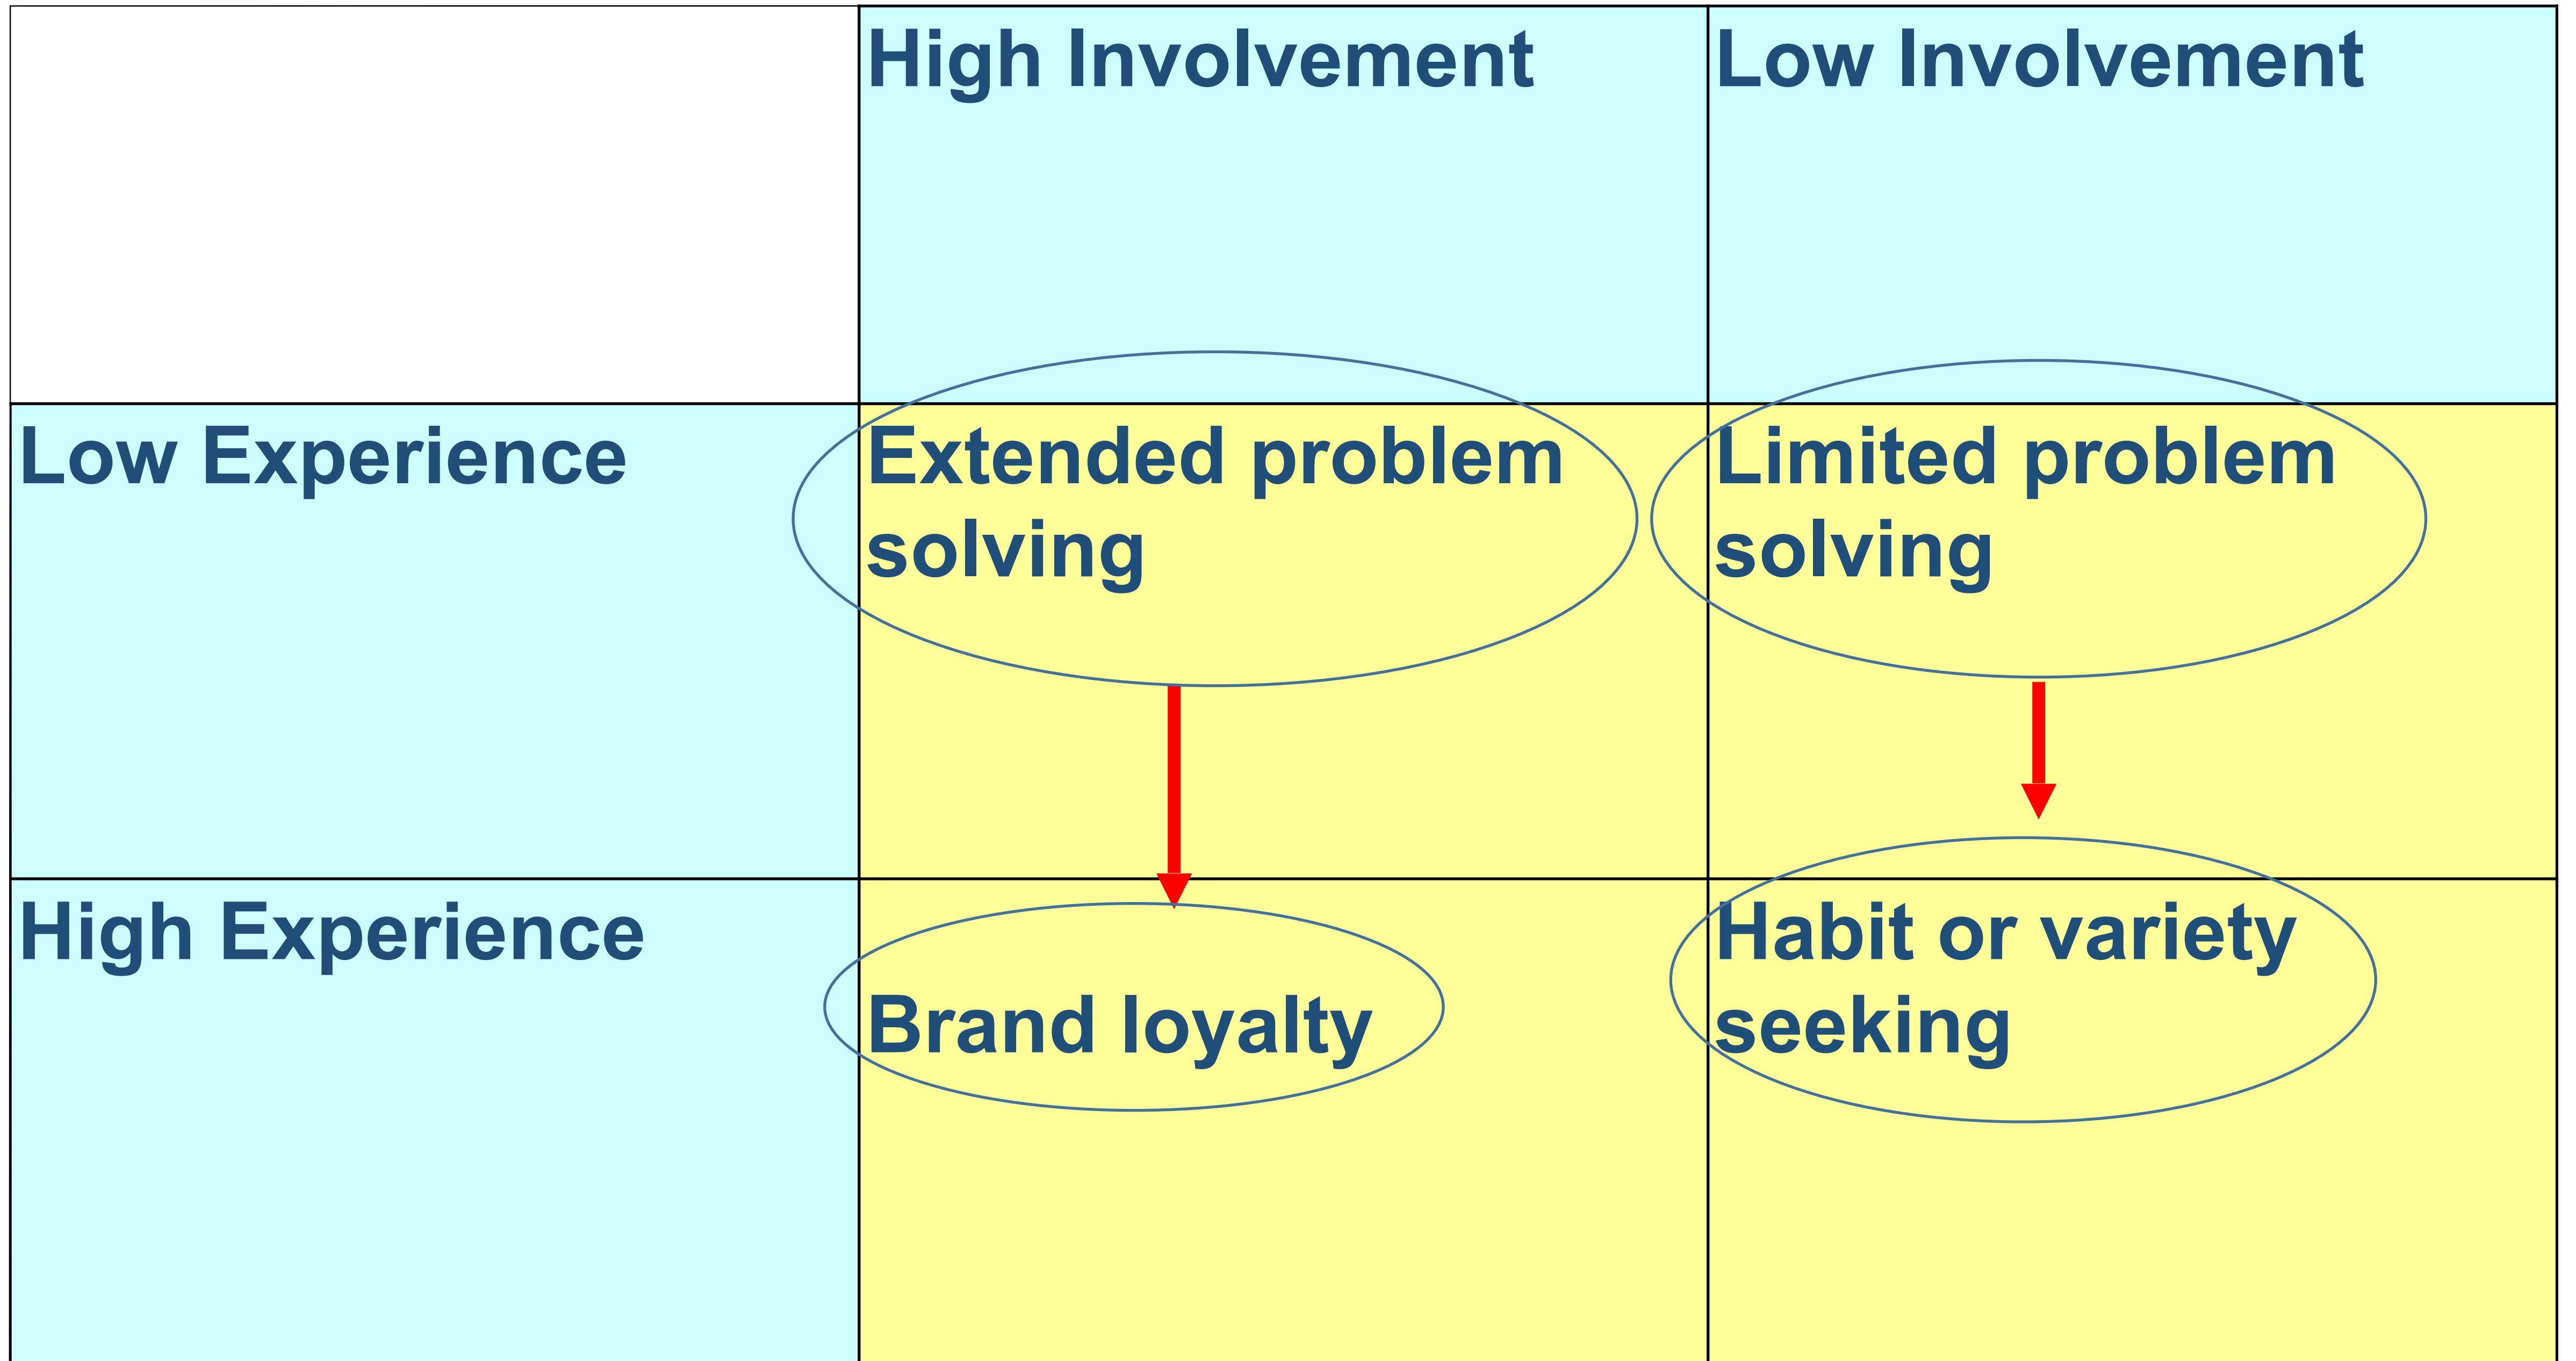 High Involvement
Low Involvement
Low Experience
Extended problem
solving
Limited problem
solving
High Experience
Brand loyalty
Habit or variety
seeking